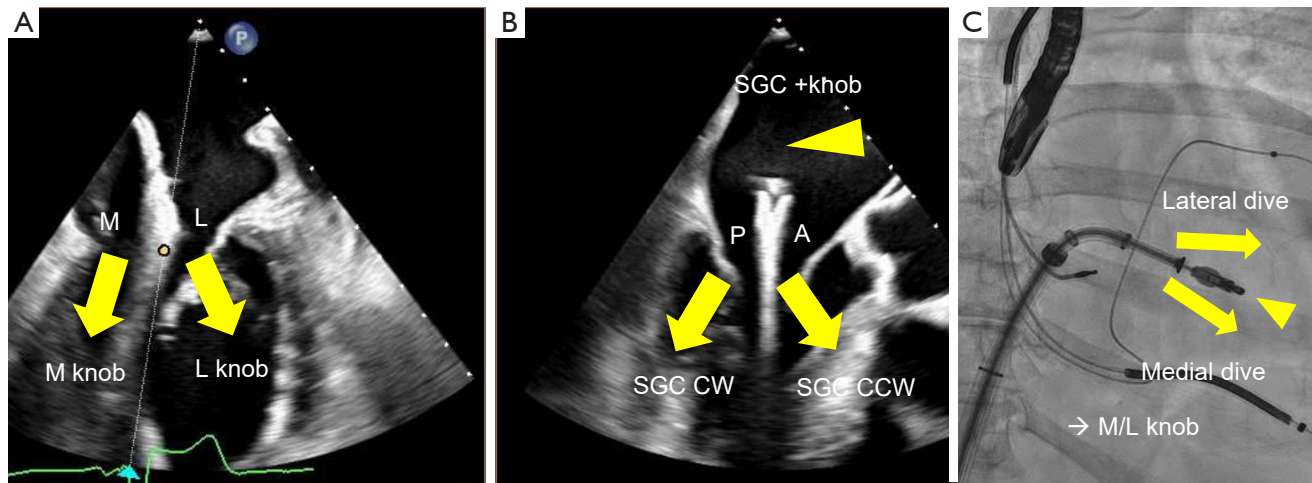 A
P
M
L
M knob
L knob
B
SGC +khob
P
A
SGC CW
SGC CCW
C
Lateral dive
Medial dive
→ M/L knob